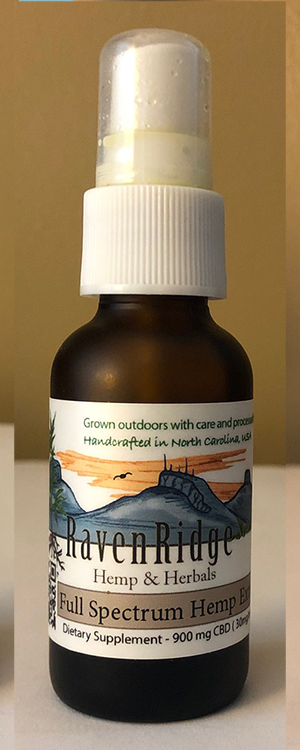 Grown outdoors with care and
Handcrafted in North Carolina, USA
RavenRidge
Hemp & Herbals
Full Spectrum Hemp
Dietary Supplement - 900 mg CBD (30mg